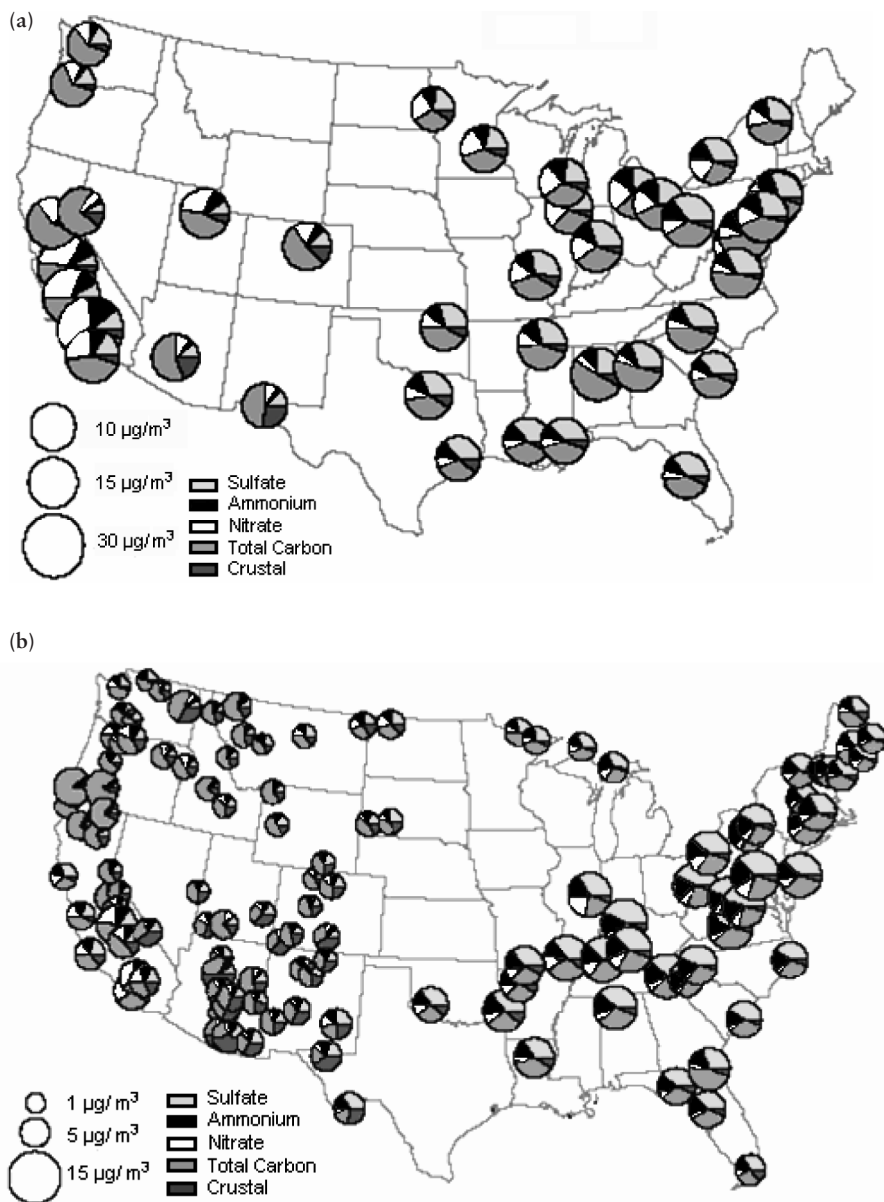 (a)
10 µg/m³
15 µg/m³
30 µg/m³
Sulfate
Ammonium
Nitrate
Total Carbon
Crustal
(b)
1 µg/m³
5 µg/m³
15 µg/m³
Sulfate
Ammonium
Nitrate
Total Carbon
Crustal